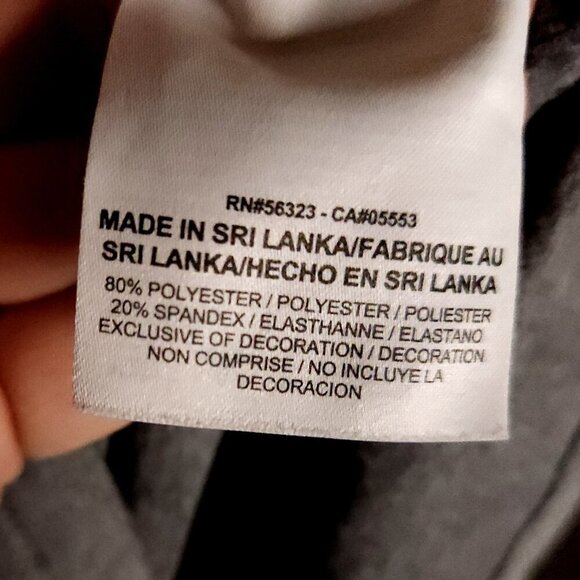 RN#56323 - CA#05553
MADE IN SRI LANKA/FABRIQUE AU
SRI LANKA/HECHO EN SRI LANKA
80% POLYESTER / POLYESTER / POLIESTER
20% SPANDEX / ELASTHANNE / ELASTANO
EXCLUSIVE OF DECORATION / DECORATION
NON COMPRISE / NO INCLUYE LA
DECORACION